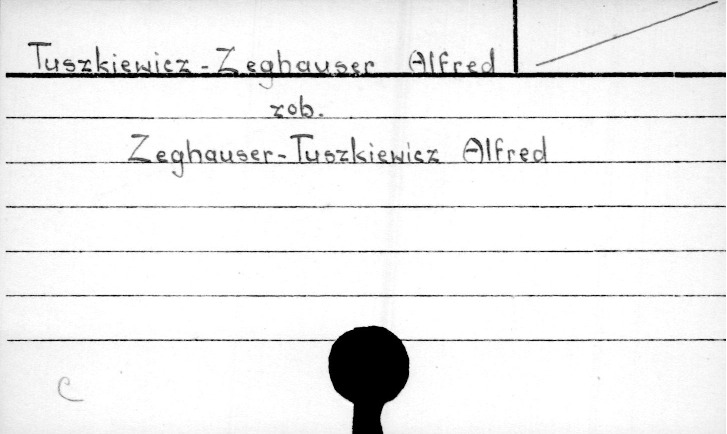 Tuszkiewicz-Zeghauser Alfred
zob.
Zeghauser-Tuszkiewicz Alfred
C